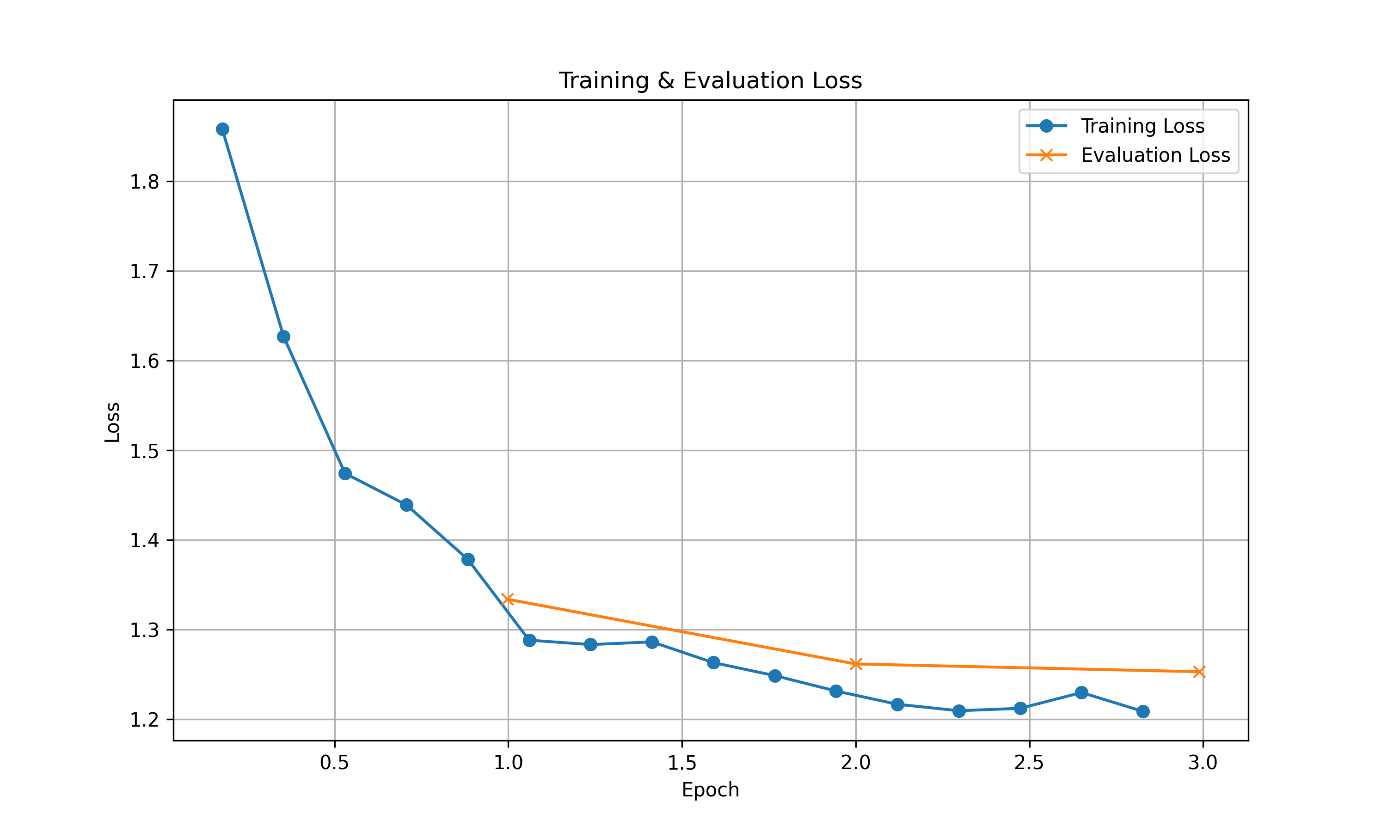 Training & Evaluation Loss
Training Loss
Evaluation Loss
1.8
1.7
1.6
1.5
1.4
1.3
1.2
Loss
0.5 1.0 1.5 2.0 2.5 3.0
Epoch